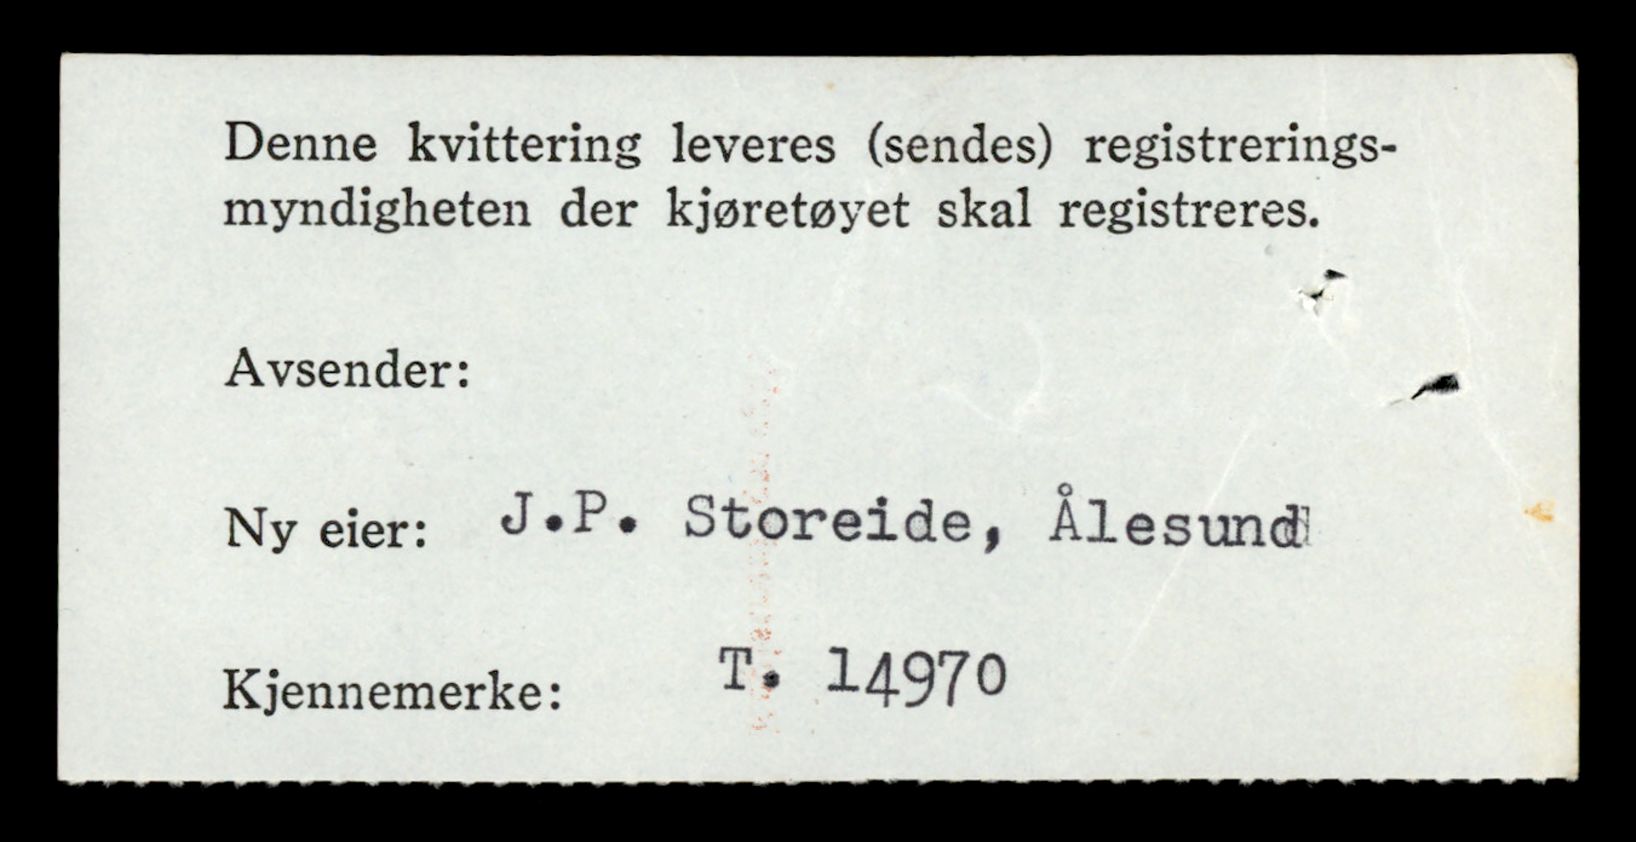 Denne kvittering leveres (sendes) registrerings-
myndigheten der kjøretøyet skal registreres.
Avsender:
Ny eier: J.P. Storeide, Ålesund
Kjennemerke: T. 14970